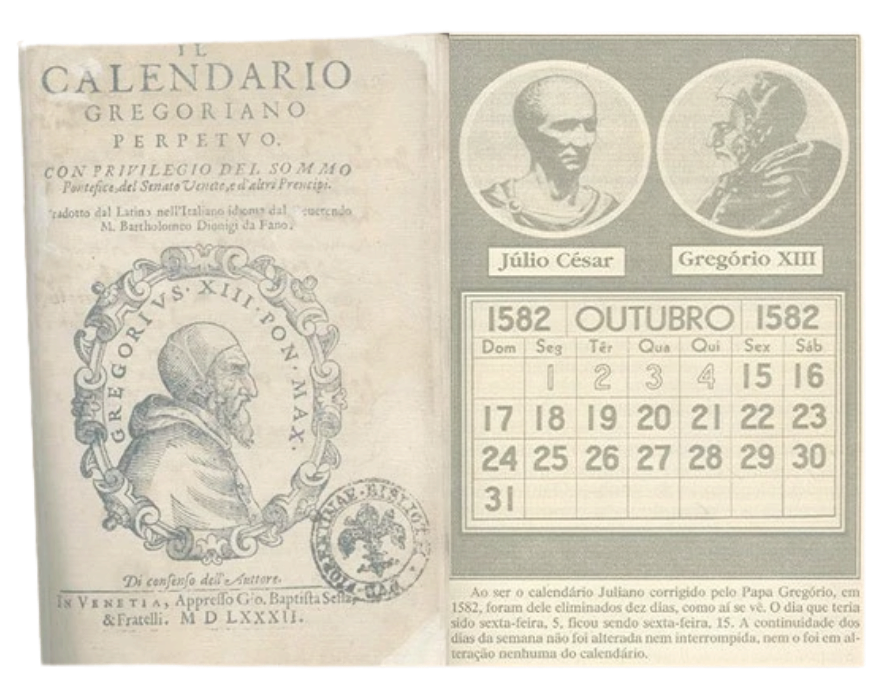 IL
CALENDARIO
GREGORIANO
PERPETVO.
CON PRIVILEGIO DEL SOMMO
Pontefice, del Senato Veneto, e d'altri Prencipi.
dal Latino nell'Italiano idioma dal
M. Bartholomeo Dionigi da Fano.
GREGORIVS · XIII · PON · MAX ·
Di consenso dell'Auttore.
IN VENETIA, Appresso Gio. Baptista
& Fratelli. M D LXXXII.
Júlio César
Gregório XIII
1582 OUTUBRO 1582
Dom Seg Têr Qua Qui Sex Sáb
1 2 3 4 15 16
17 18 19 20 21 22 23
24 25 26 27 28 29 30
31
Ao ser o calendário Juliano corrigido pelo Papa Gregório, em
1582, foram dele eliminados dez dias, como aí se vê. O dia que teria
sido sexta-feira, 5, ficou sendo sexta-feira, 15. A continuidade dos
dias da semana não foi alterada nem interrompida, nem o foi em al-
teração nenhuma do calendário.